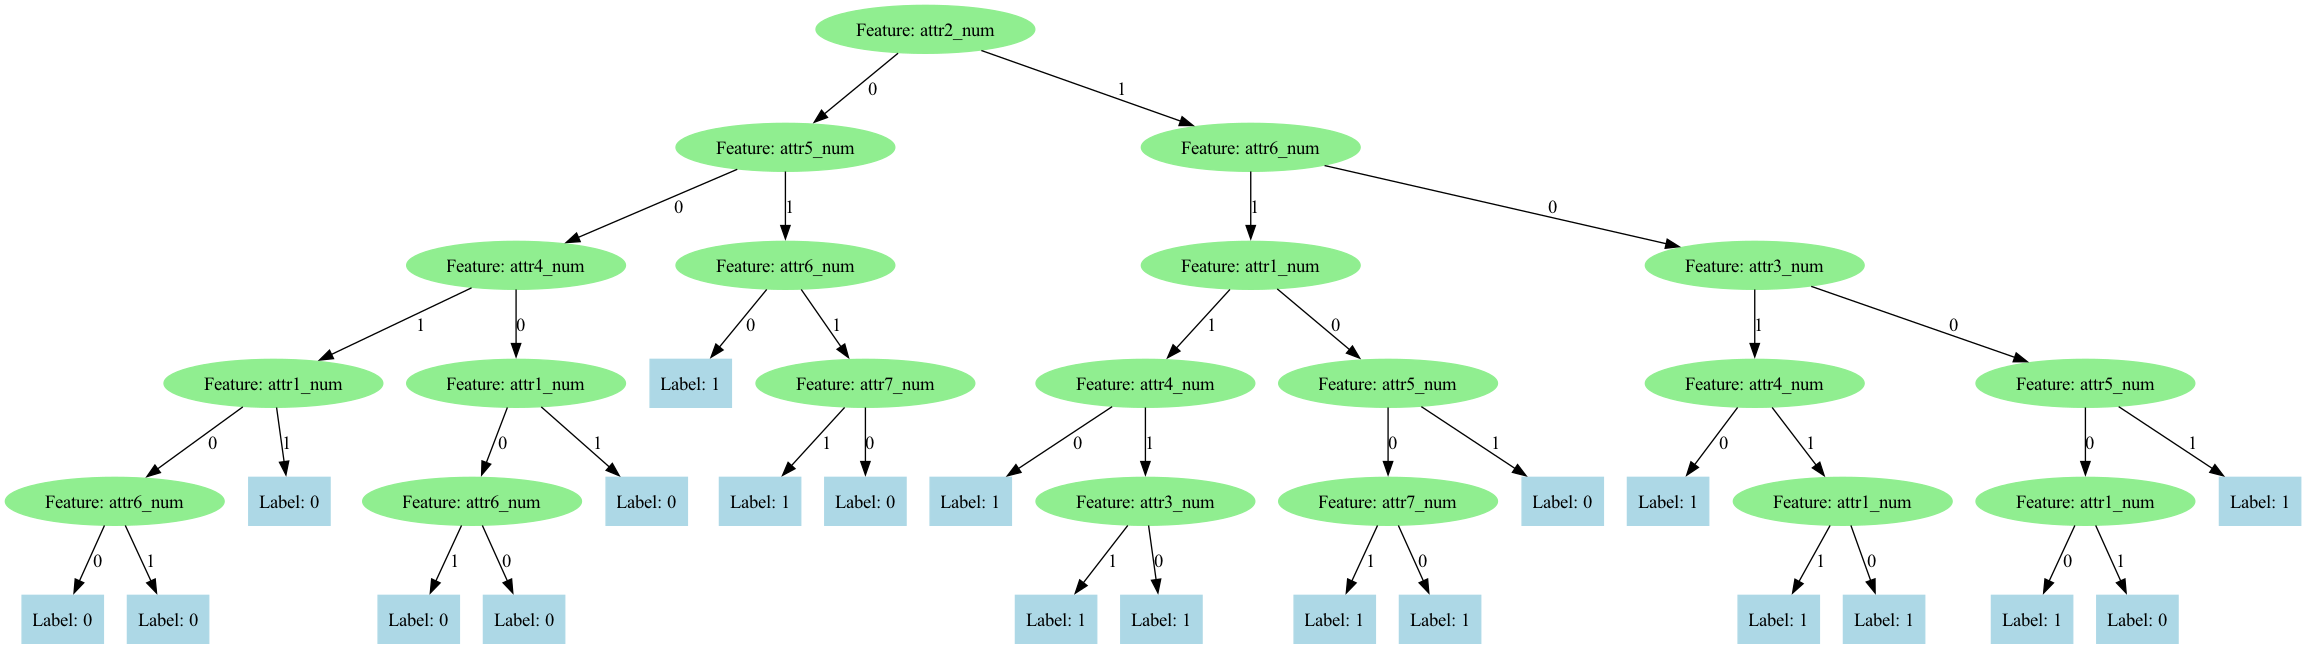 Feature: attr2_num
0
1
Feature: attr5_num
Feature: attr6_num
0
1
1
0
Feature: attr4_num
Feature: attr6_num
Feature: attr1_num
Feature: attr3_num
1
0
0
1
1
0
1
0
Feature: attr1_num
Feature: attr1_num
Label: 1
Feature: attr7_num
Feature: attr4_num
Feature: attr5_num
Feature: attr4_num
Feature: attr5_num
0
1
0
1
1
0
0
1
0
1
0
1
0
1
Feature: attr6_num
Label: 0
Feature: attr6_num
Label: 0
Label: 1
Label: 0
Label: 1
Feature: attr3_num
Feature: attr7_num
Label: 0
Label: 1
Feature: attr1_num
Feature: attr1_num
Label: 1
0
1
1
0
1
0
1
0
1
0
0
1
Label: 0
Label: 0
Label: 0
Label: 0
Label: 1
Label: 1
Label: 1
Label: 1
Label: 1
Label: 1
Label: 1
Label: 0